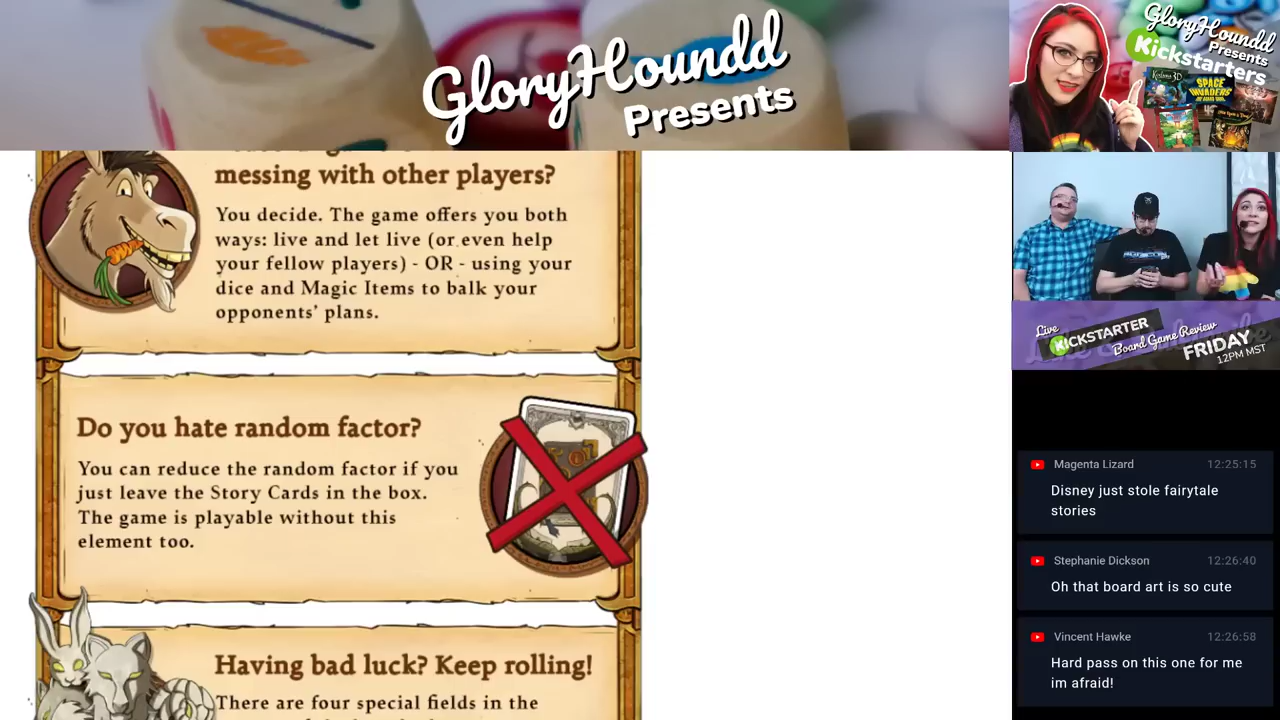 GloryHoundd
Presents
GloryHoundd
Presents
Kickstarters
SPACE
INVADERS
messing with other players?
You decide. The game offers you both
ways: live and let live (or even help
your fellow players) - OR - using your
dice and Magic Items to balk your
opponents' plans.
Do you hate random factor?
You can reduce the random factor if you
just leave the Story Cards in the box.
The game is playable without this
element too.
Having bad luck? Keep rolling!
There are four special fields in the
Live
KICKSTARTER
Board Game Review
FRIDAY
12PM MST
Magenta Lizard 12:25:15
Disney just stole fairytale
stories
Stephanie Dickson 12:26:40
Oh that board art is so cute
Vincent Hawke 12:26:58
Hard pass on this one for me
im afraid!